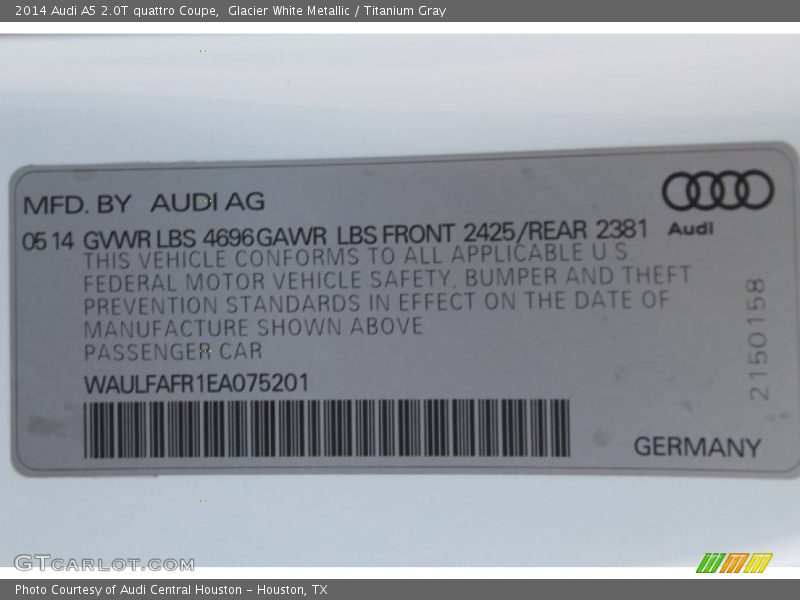 2014 Audi A5 2.0T quattro Coupe,  Glacier White Metallic / Titanium Gray
MFD. BY AUDI AG
0514 GVWR LBS 4696 GAWR LBS FRONT 2425/REAR 2381
Audi
THIS VEHICLE CONFORMS TO ALL APPLICABLE U.S.
FEDERAL MOTOR VEHICLE SAFETY, BUMPER AND THEFT
PREVENTION STANDARDS IN EFFECT ON THE DATE OF
MANUFACTURE SHOWN ABOVE
PASSENGER CAR
WAULFAFR1EA075201
2150158
GERMANY
GTCARLOT.COM
Photo Courtesy of Audi Central Houston - Houston, TX